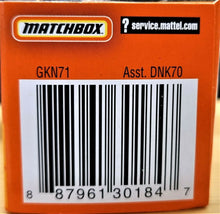 MATCHBOX
? service.mattel.com
GKN71 Asst. DNK70
8 87961 30184 7